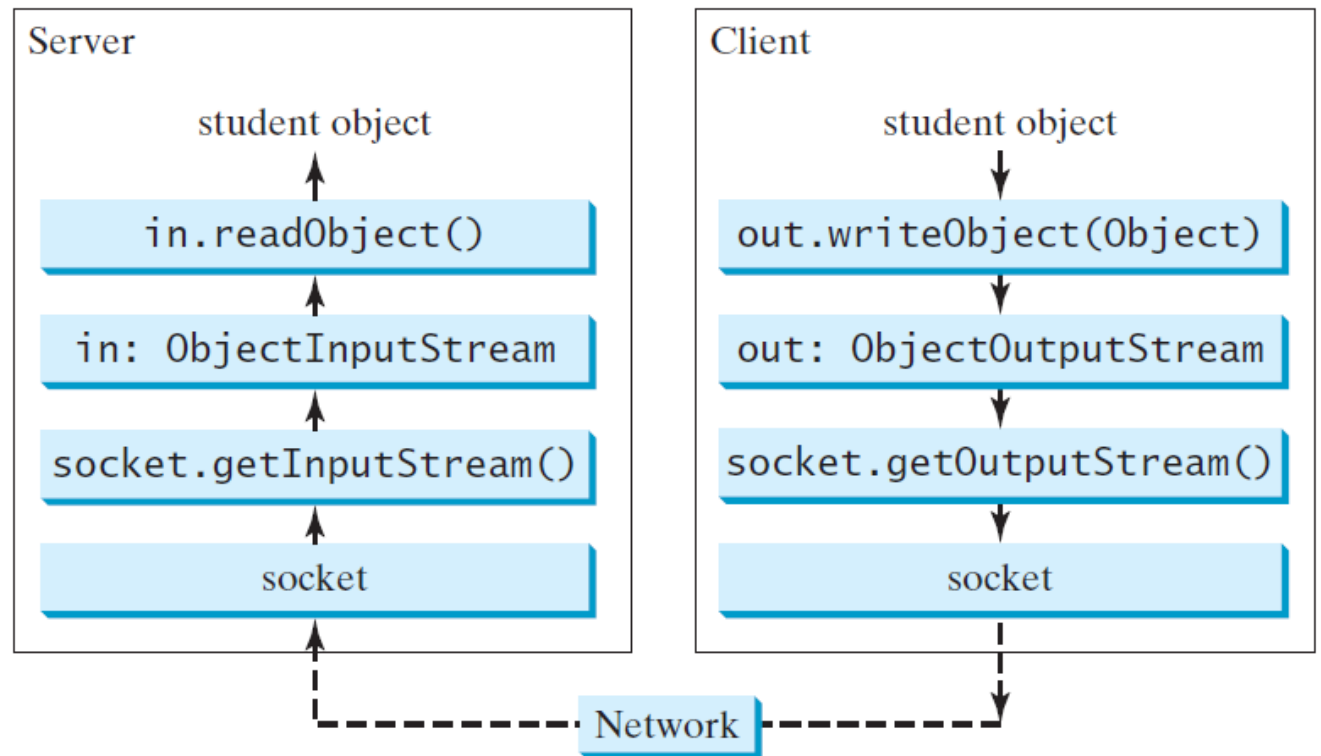 Server
student object
in.readObject()
in: ObjectInputStream
socket.getInputStream()
socket
Client
student object
out.writeObject(Object)
out: ObjectOutputStream
socket.getOutputStream()
socket
Network